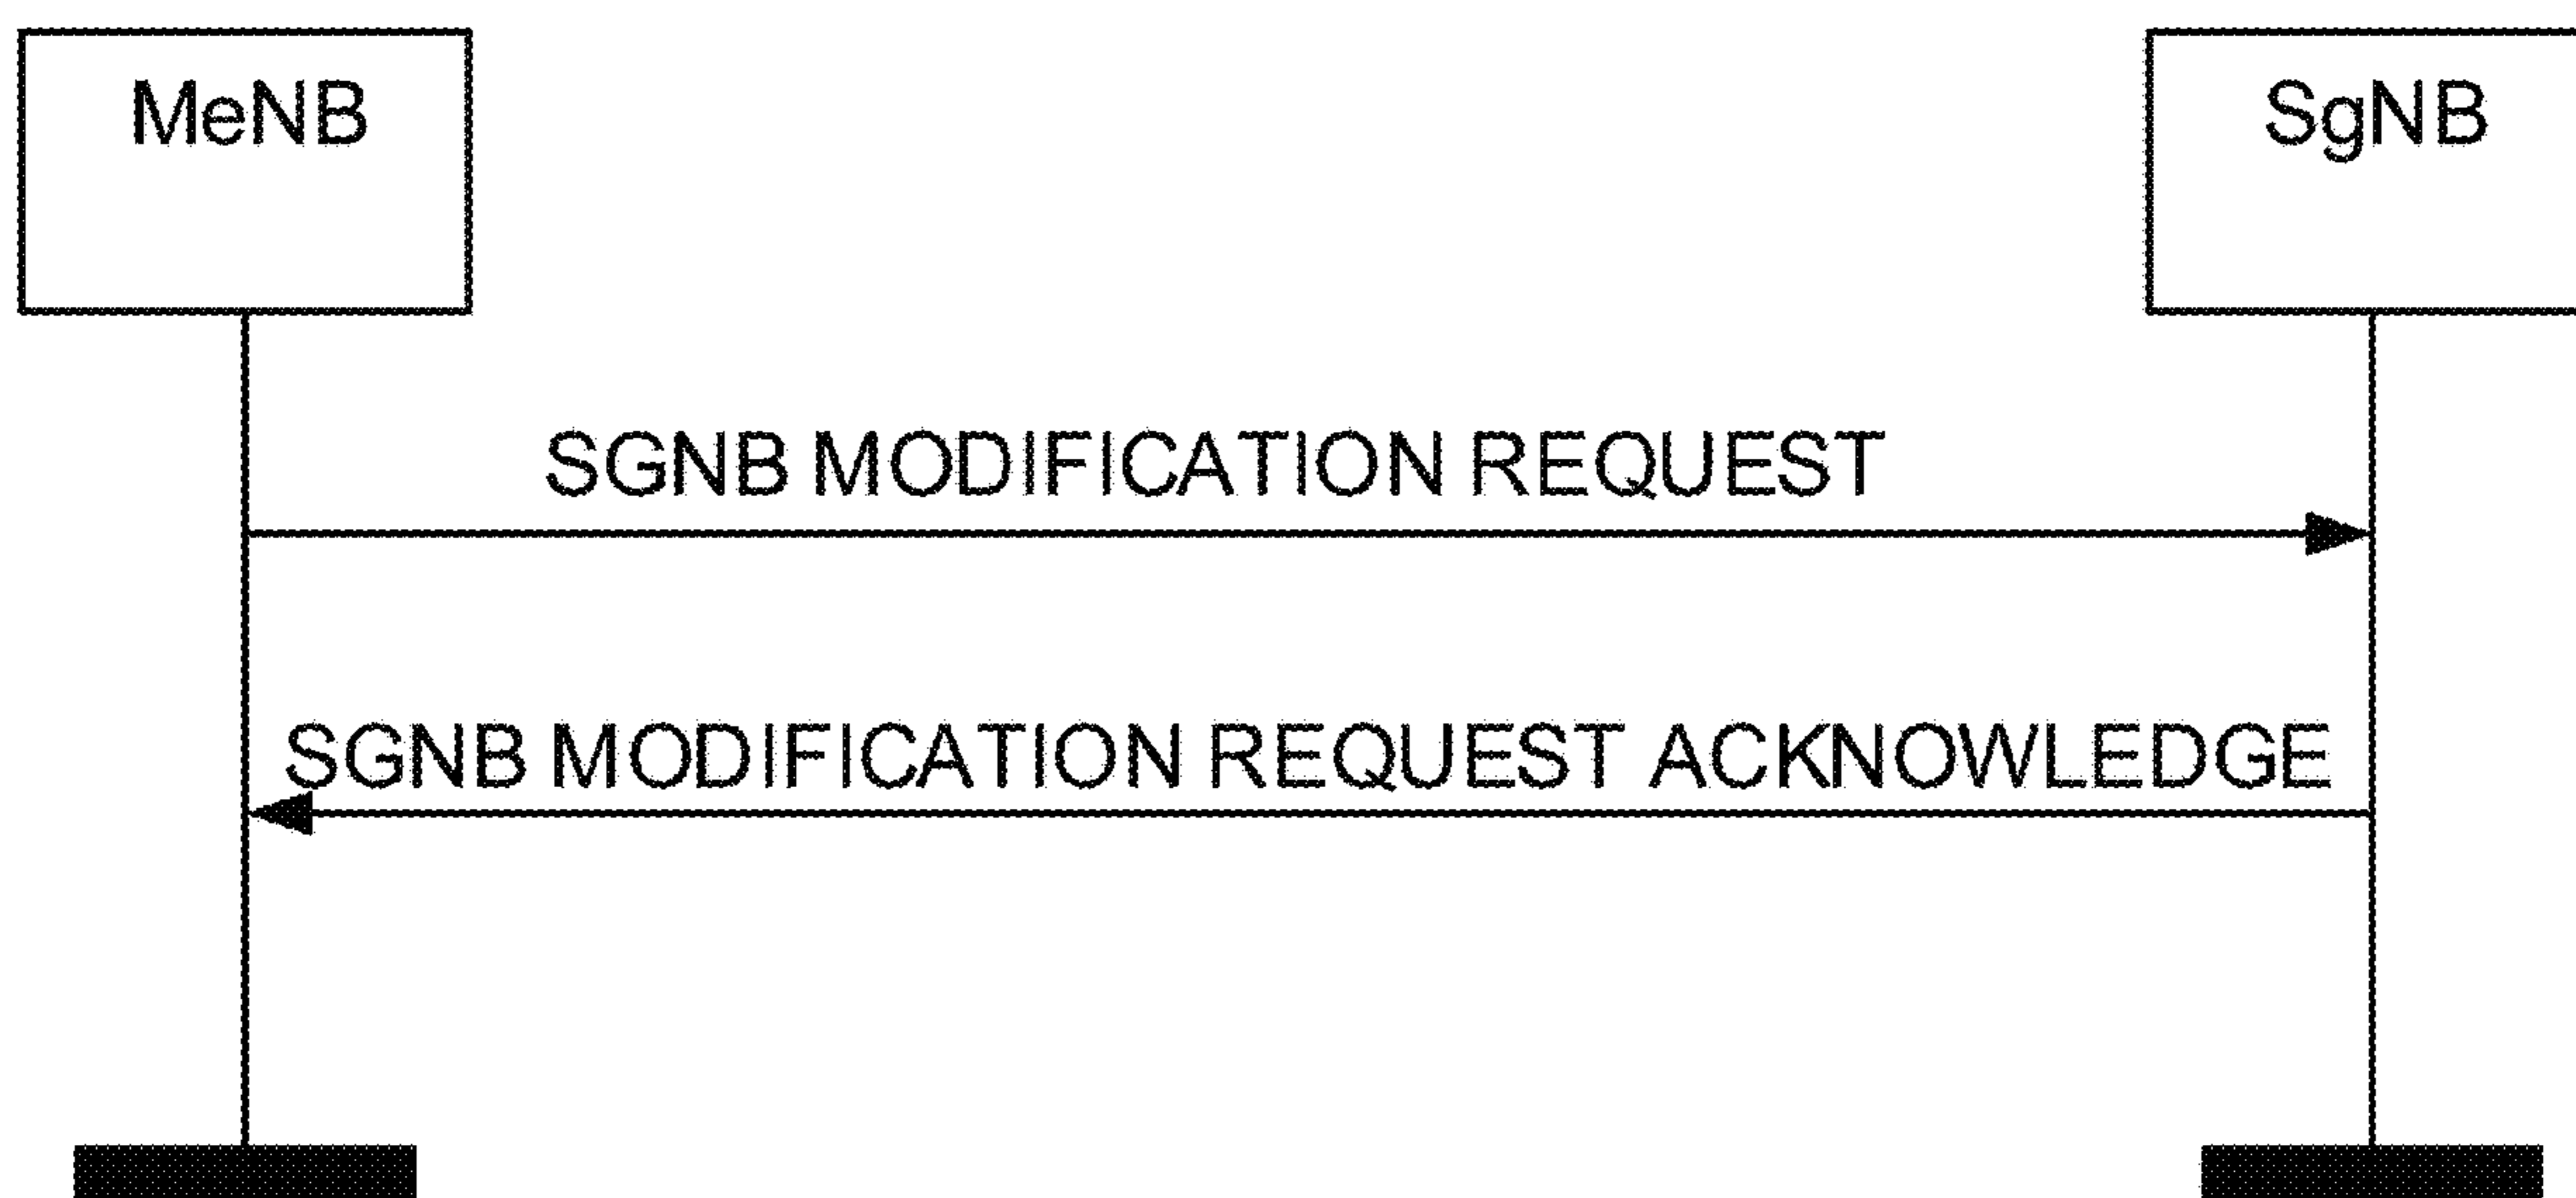 MeNB
SgNB
SGNB MODIFICATION REQUEST
SGNB MODIFICATION REQUEST ACKNOWLEDGE